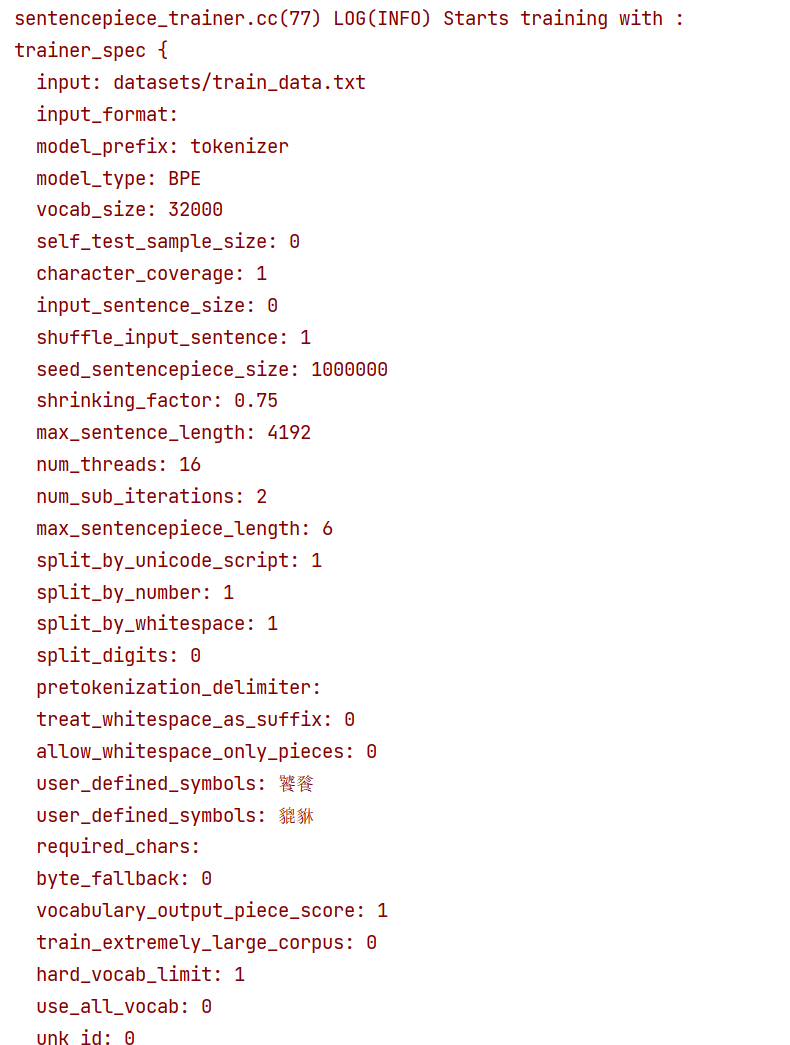 sentencepiece_trainer.cc(77) LOG(INFO) Starts training with :
trainer_spec {
  input: datasets/train_data.txt
  input_format:
  model_prefix: tokenizer
  model_type: BPE
  vocab_size: 32000
  self_test_sample_size: 0
  character_coverage: 1
  input_sentence_size: 0
  shuffle_input_sentence: 1
  seed_sentencepiece_size: 1000000
  shrinking_factor: 0.75
  max_sentence_length: 4192
  num_threads: 16
  num_sub_iterations: 2
  max_sentencepiece_length: 6
  split_by_unicode_script: 1
  split_by_number: 1
  split_by_whitespace: 1
  split_digits: 0
  pretokenization_delimiter:
  treat_whitespace_as_suffix: 0
  allow_whitespace_only_pieces: 0
  user_defined_symbols: 饕餮
  user_defined_symbols: 貔貅
  required_chars:
  byte_fallback: 0
  vocabulary_output_piece_score: 1
  train_extremely_large_corpus: 0
  hard_vocab_limit: 1
  use_all_vocab: 0
  unk_id: 0